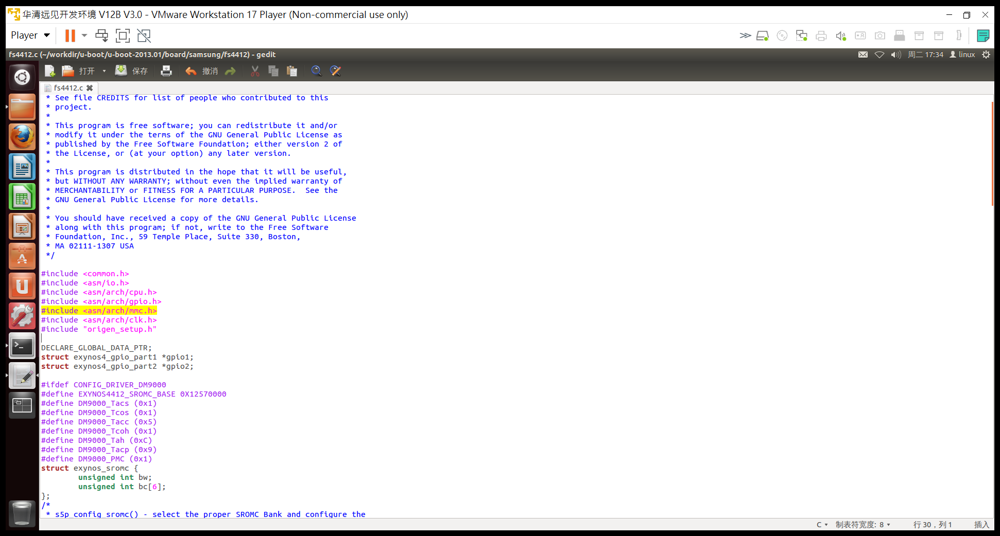 华清远见开发环境 V12B V3.0 - VMware Workstation 17 Player (Non-commercial use only)
Player
fs4412.c (~/workdir/u-boot/u-boot-2013.01/board/samsung/fs4412) - gedit
周二 17:34 linux
打开 保存 撤消
fs4412.c
 * See file CREDITS for list of people who contributed to this
 * project.
 *
 * This program is free software; you can redistribute it and/or
 * modify it under the terms of the GNU General Public License as
 * published by the Free Software Foundation; either version 2 of
 * the License, or (at your option) any later version.
 *
 * This program is distributed in the hope that it will be useful,
 * but WITHOUT ANY WARRANTY; without even the implied warranty of
 * MERCHANTABILITY or FITNESS FOR A PARTICULAR PURPOSE.  See the
 * GNU General Public License for more details.
 *
 * You should have received a copy of the GNU General Public License
 * along with this program; if not, write to the Free Software
 * Foundation, Inc., 59 Temple Place, Suite 330, Boston,
 * MA 02111-1307 USA
 */
#include <common.h>
#include <asm/io.h>
#include <asm/arch/cpu.h>
#include <asm/arch/gpio.h>
#include <asm/arch/mmc.h>
#include <asm/arch/clk.h>
#include "origen_setup.h"
DECLARE_GLOBAL_DATA_PTR;
struct exynos4_gpio_part1 *gpio1;
struct exynos4_gpio_part2 *gpio2;
#ifdef CONFIG_DRIVER_DM9000
#define EXYNOS4412_SROMC_BASE 0X12570000
#define DM9000_Tacs (0x1)
#define DM9000_Tcos (0x1)
#define DM9000_Tacc (0x5)
#define DM9000_Tcoh (0x1)
#define DM9000_Tah (0xC)
#define DM9000_Tacp (0x9)
#define DM9000_PMC (0x1)
struct exynos_sromc {
        unsigned int bw;
        unsigned int bc[6];
};
/*
 * s5p_config_sromc() - select the proper SROMC Bank and configure the
C 制表符宽度: 8 行 30，列 1 插入